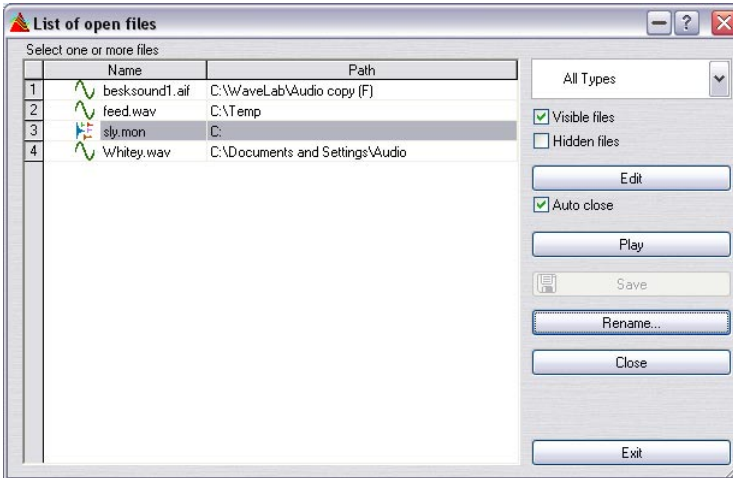 List of open files
Select one or more files
Name Path
1 besksound1.aif C:\WaveLab\Audio copy (F)
2 feed.wav C:\Temp
3 sly.mon C:
4 Whitey.wav C:\Documents and Settings\Audio
All Types
Visible files
Hidden files
Edit
Auto close
Play
Save
Rename...
Close
Exit